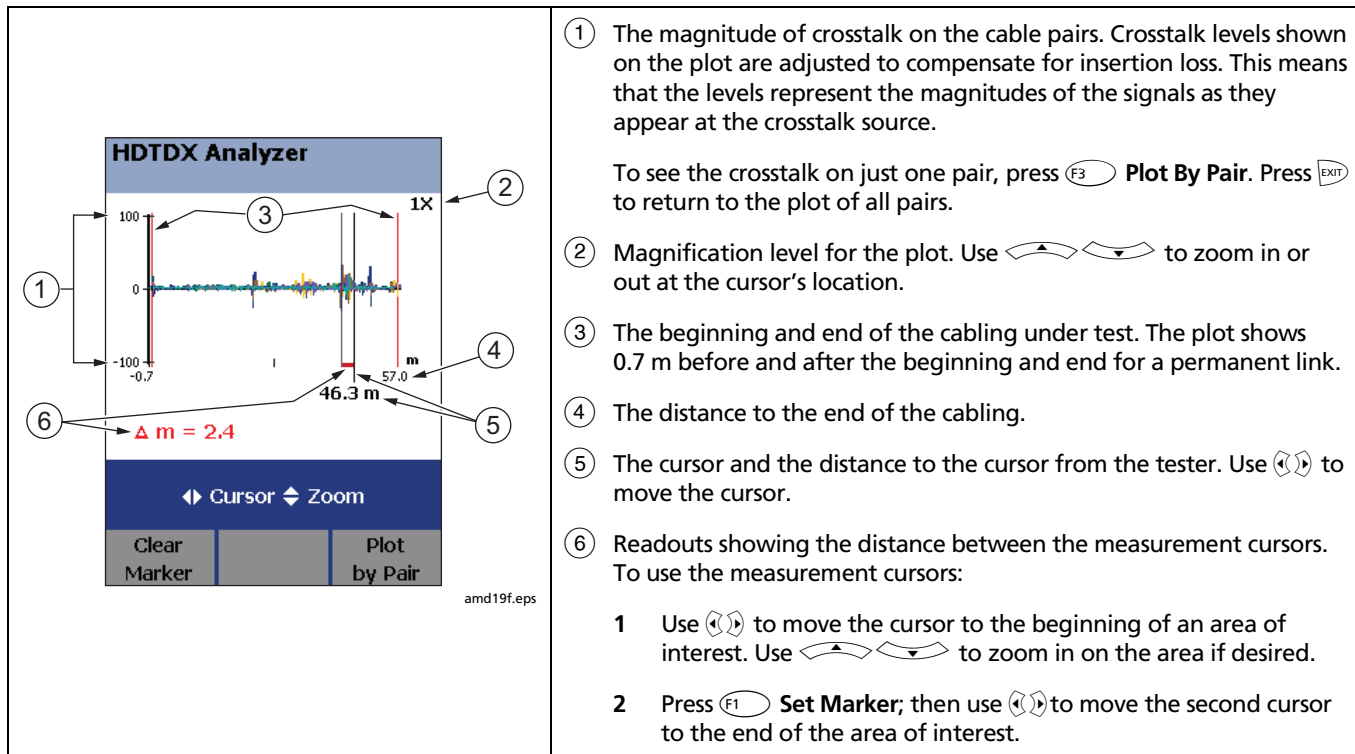 HDTDX Analyzer
1X
2
100
3
1
0
-100
m
-0.7
57.0
4
46.3 m
5
6
Δ m = 2.4
Cursor Zoom
Clear Marker
Plot by Pair
amd19f.eps
1 The magnitude of crosstalk on the cable pairs. Crosstalk levels shown
on the plot are adjusted to compensate for insertion loss. This means
that the levels represent the magnitudes of the signals as they
appear at the crosstalk source.
To see the crosstalk on just one pair, press F3 Plot By Pair. Press EXIT
to return to the plot of all pairs.
2 Magnification level for the plot. Use to zoom in or
out at the cursor's location.
3 The beginning and end of the cabling under test. The plot shows
0.7 m before and after the beginning and end for a permanent link.
4 The distance to the end of the cabling.
5 The cursor and the distance to the cursor from the tester. Use to
move the cursor.
6 Readouts showing the distance between the measurement cursors.
To use the measurement cursors:
1 Use to move the cursor to the beginning of an area of
interest. Use to zoom in on the area if desired.
2 Press F1 Set Marker; then use to move the second cursor
to the end of the area of interest.